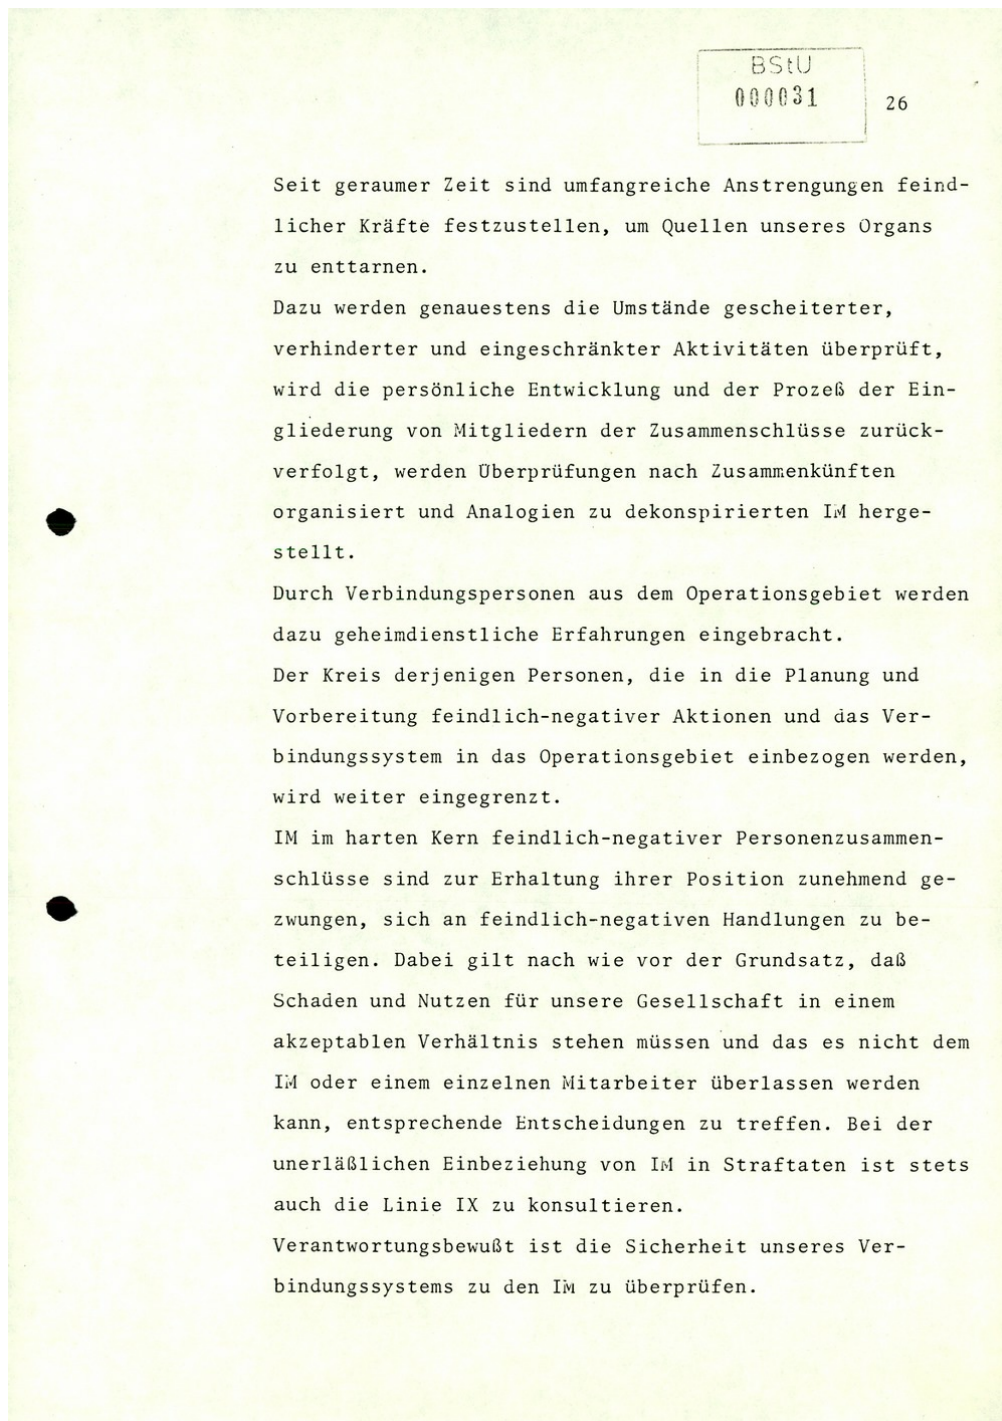 BStU
000031
26
Seit geraumer Zeit sind umfangreiche Anstrengungen feind-
licher Kräfte festzustellen, um Quellen unseres Organs
zu enttarnen.
Dazu werden genauestens die Umstände gescheiterter,
verhinderter und eingeschränkter Aktivitäten überprüft,
wird die persönliche Entwicklung und der Prozeß der Ein-
gliederung von Mitgliedern der Zusammenschlüsse zurück-
verfolgt, werden Überprüfungen nach Zusammenkünften
organisiert und Analogien zu dekonspirierten IM herge-
stellt.
Durch Verbindungspersonen aus dem Operationsgebiet werden
dazu geheimdienstliche Erfahrungen eingebracht.
Der Kreis derjenigen Personen, die in die Planung und
Vorbereitung feindlich-negativer Aktionen und das Ver-
bindungssystem in das Operationsgebiet einbezogen werden,
wird weiter eingegrenzt.
IM im harten Kern feindlich-negativer Personenzusammen-
schlüsse sind zur Erhaltung ihrer Position zunehmend ge-
zwungen, sich an feindlich-negativen Handlungen zu be-
teiligen. Dabei gilt nach wie vor der Grundsatz, daß
Schaden und Nutzen für unsere Gesellschaft in einem
akzeptablen Verhältnis stehen müssen und das es nicht dem
IM oder einem einzelnen Mitarbeiter überlassen werden
kann, entsprechende Entscheidungen zu treffen. Bei der
unerläßlichen Einbeziehung von IM in Straftaten ist stets
auch die Linie IX zu konsultieren.
Verantwortungsbewußt ist die Sicherheit unseres Ver-
bindungssystems zu den IM zu überprüfen.